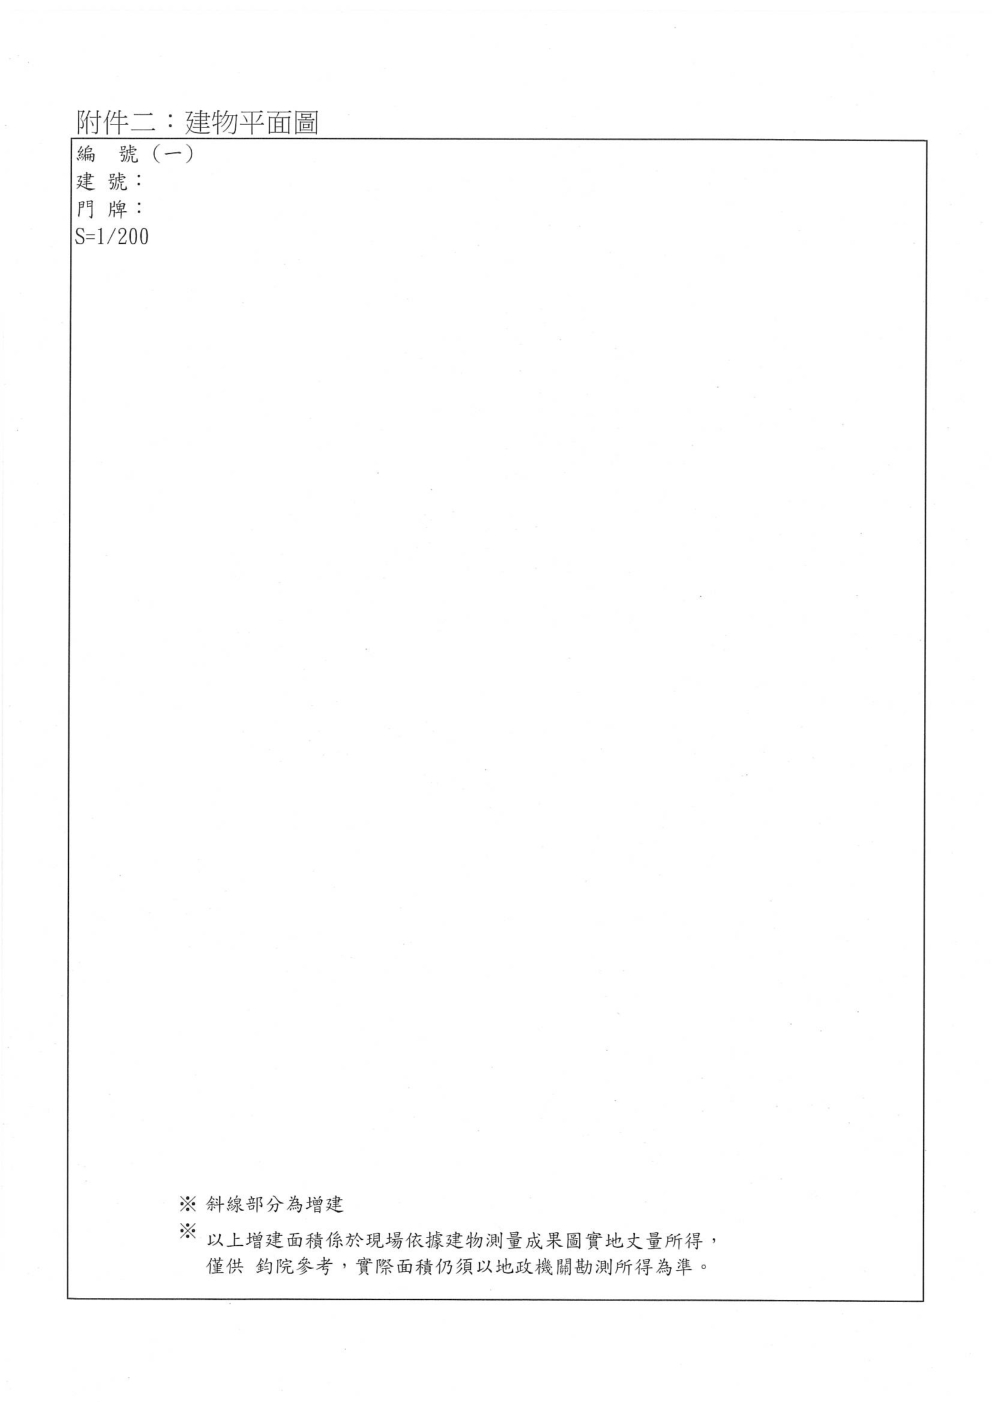 附件二：建物平面圖
編　號（一）
建 號：
門 牌：
S=1/200
※ 斜線部分為增建
※ 以上增建面積係於現場依據建物測量成果圖實地丈量所得，
僅供 鈞院參考，實際面積仍須以地政機關勘測所得為準。